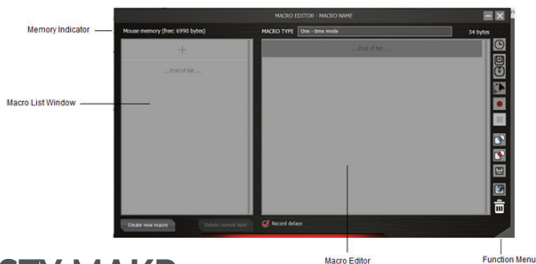 MACRO EDITOR - MACRO NAME
Memory Indicator
Mouse memory (free: 6990 bytes)
MACRO TYPE
One - time mode
34 bytes
...End of list ...
...End of list ...
Macro List Window
Create new macro
Delete current item
Record delays
Macro Editor
Function Menu